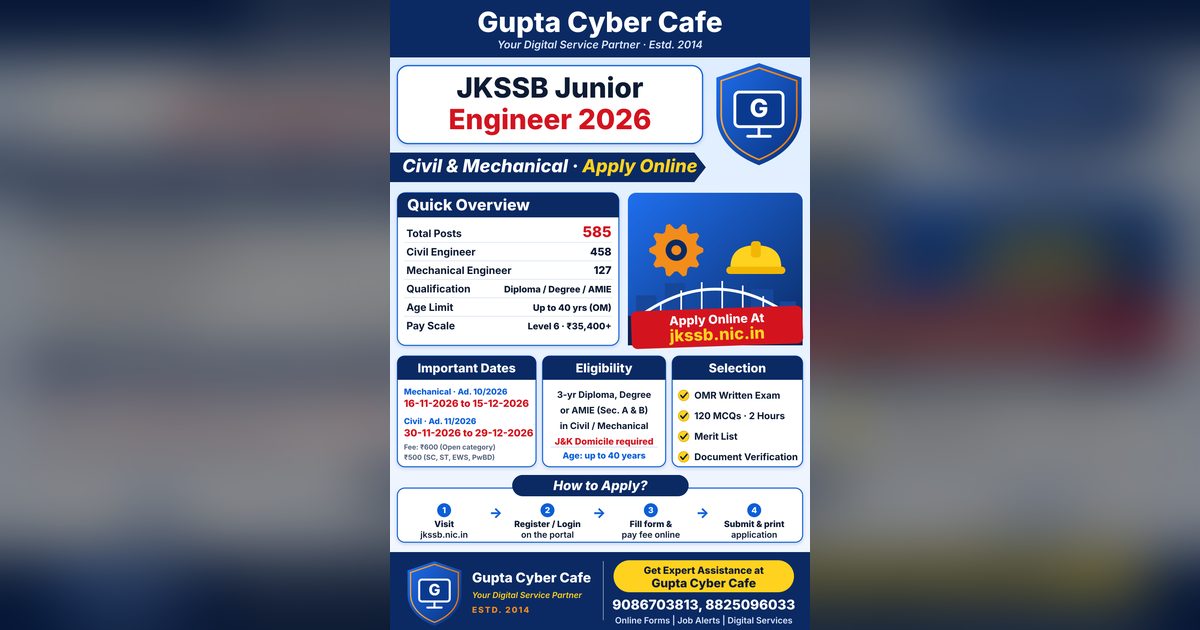 Gupta Cyber Cafe
Your Digital Service Partner · Estd. 2014
JKSSB Junior
Engineer 2026
G
Civil & Mechanical · Apply Online
Quick Overview
Total Posts 585
Civil Engineer 458
Mechanical Engineer 127
Qualification Diploma / Degree / AMIE
Age Limit Up to 40 yrs (OM)
Pay Scale Level 6 · ₹35,400+
Apply Online At
jkssb.nic.in
Important Dates
Mechanical · Ad. 10/2026
16-11-2026 to 15-12-2026
Civil · Ad. 11/2026
30-11-2026 to 29-12-2026
Fee: ₹600 (Open category)
₹500 (SC, ST, EWS, PwBD)
Eligibility
3-yr Diploma, Degree
or AMIE (Sec. A & B)
in Civil / Mechanical
J&K Domicile required
Age: up to 40 years
Selection
OMR Written Exam
120 MCQs · 2 Hours
Merit List
Document Verification
How to Apply?
1
Visit
jkssb.nic.in
2
Register / Login
on the portal
3
Fill form &
pay fee online
4
Submit & print
application
G
Gupta Cyber Cafe
Your Digital Service Partner
ESTD. 2014
Get Expert Assistance at
Gupta Cyber Cafe
9086703813, 8825096033
Online Forms | Job Alerts | Digital Services